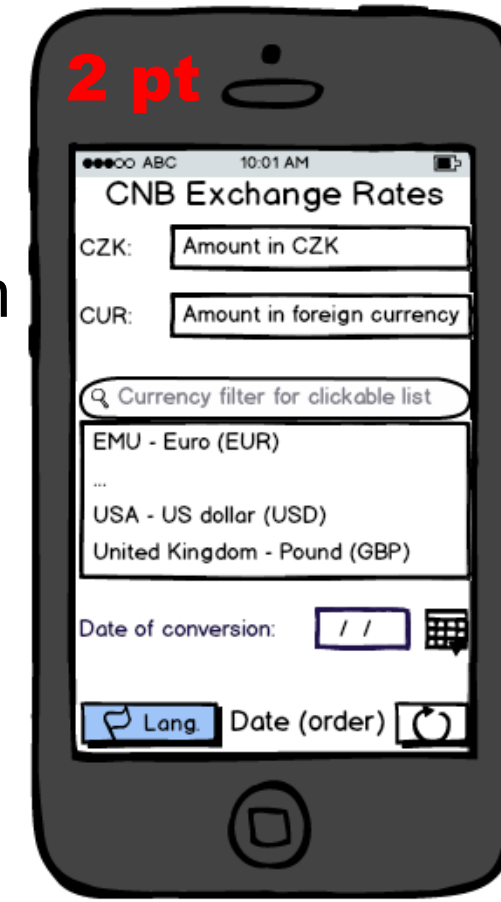 2 pt
ABC 10:01 AM
CNB Exchange Rates
CZK: Amount in CZK
n
CUR: Amount in foreign currency
Currency filter for clickable list
EMU - Euro (EUR)
...
USA - US dollar (USD)
United Kingdom - Pound (GBP)
Date of conversion: / /
Lang. Date (order)